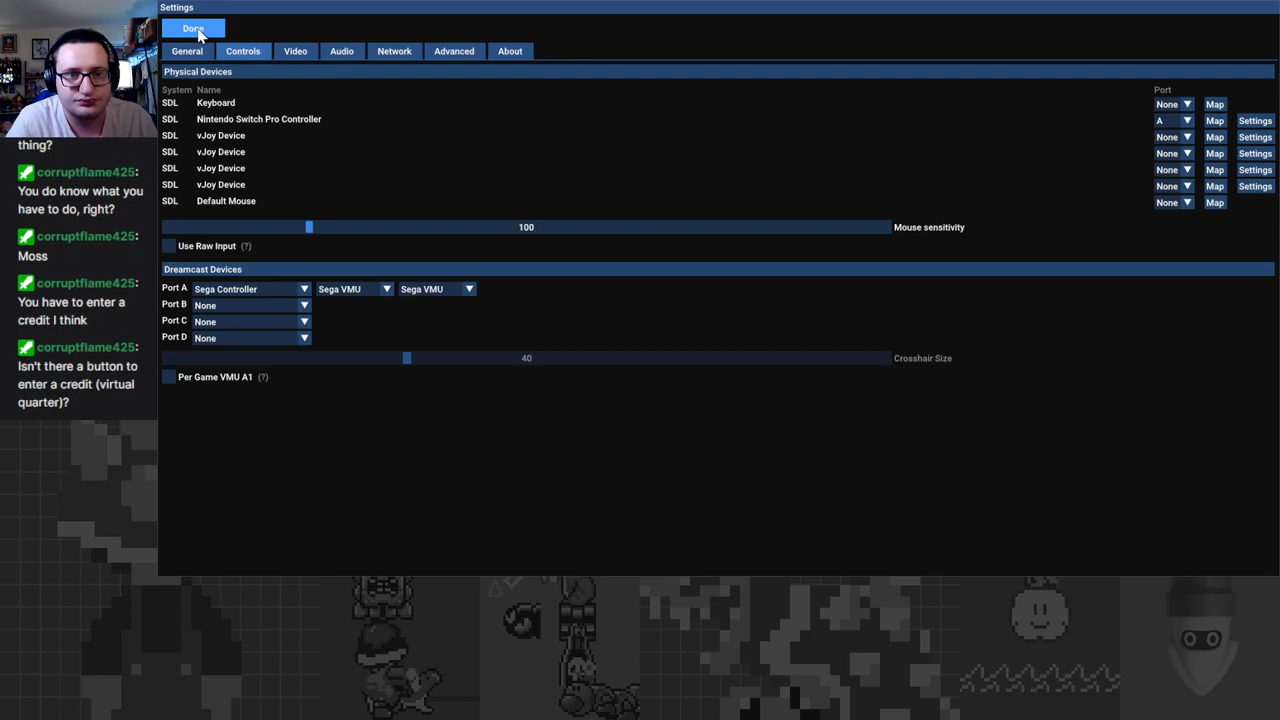 Settings
Done
General Controls Video Audio Network Advanced About
Physical Devices
System Name Port
SDL Keyboard None Map
SDL Nintendo Switch Pro Controller A Map Settings
SDL vJoy Device None Map Settings
SDL vJoy Device None Map Settings
SDL vJoy Device None Map Settings
SDL vJoy Device None Map Settings
SDL Default Mouse None Map
100 Mouse sensitivity
Use Raw Input (?)
Dreamcast Devices
Port A Sega Controller Sega VMU Sega VMU
Port B None
Port C None
Port D None
40 Crosshair Size
Per Game VMU A1 (?)
thing?
corruptflame425:
You do know what you
have to do, right?
corruptflame425:
Moss
corruptflame425:
You have to enter a
credit I think
corruptflame425:
Isn't there a button to
enter a credit (virtual
quarter)?